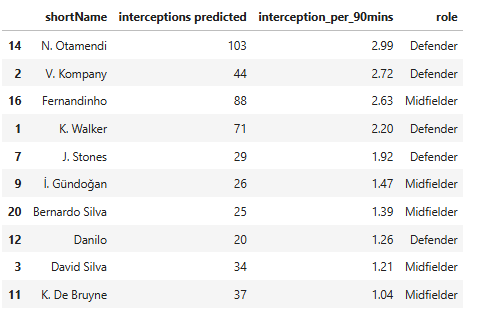 shortName interceptions predicted interception_per_90mins role
14 N. Otamendi 103 2.99 Defender
2 V. Kompany 44 2.72 Defender
16 Fernandinho 88 2.63 Midfielder
1 K. Walker 71 2.20 Defender
7 J. Stones 29 1.92 Defender
9 İ. Gündoğan 26 1.47 Midfielder
20 Bernardo Silva 25 1.39 Midfielder
12 Danilo 20 1.26 Defender
3 David Silva 34 1.21 Midfielder
11 K. De Bruyne 37 1.04 Midfielder